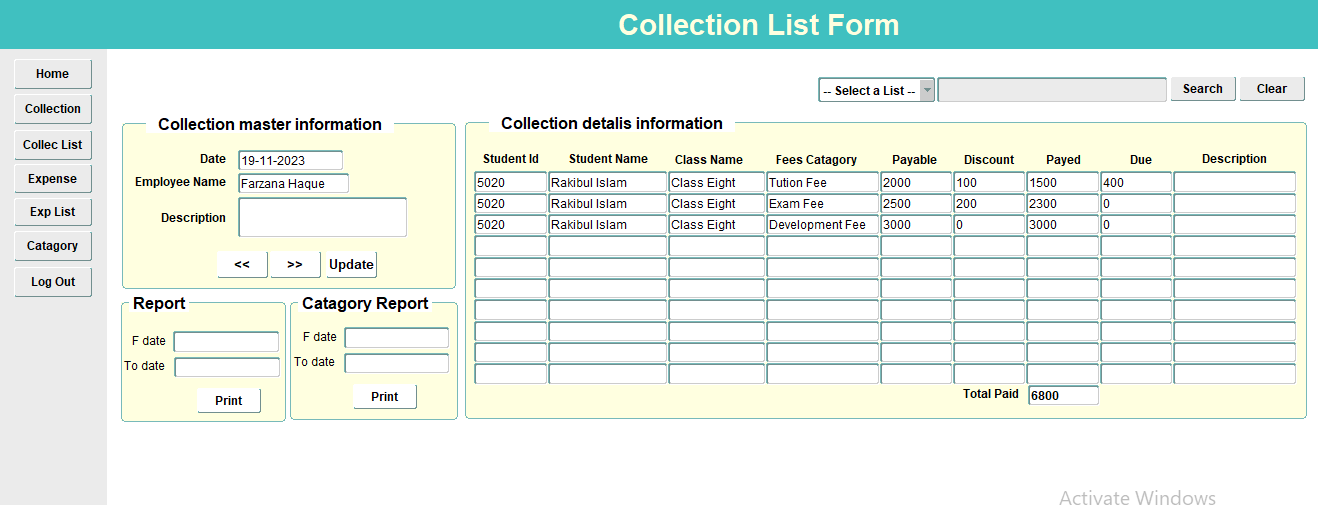 Collection List Form
Home
Collection
Collec List
Expense
Exp List
Catagory
Log Out
-- Select a List -- Search Clear
Collection master information
Date 19-11-2023
Employee Name Farzana Haque
Description
<< >> Update
Report
F date
To date
Print
Catagory Report
F date
To date
Print
Collection detalis information
Student Id Student Name Class Name Fees Catagory Payable Discount Payed Due Description
5020 Rakibul Islam Class Eight Tution Fee 2000 100 1500 400
5020 Rakibul Islam Class Eight Exam Fee 2500 200 2300 0
5020 Rakibul Islam Class Eight Development Fee 3000 0 3000 0
Total Paid 6800
Activate Windows